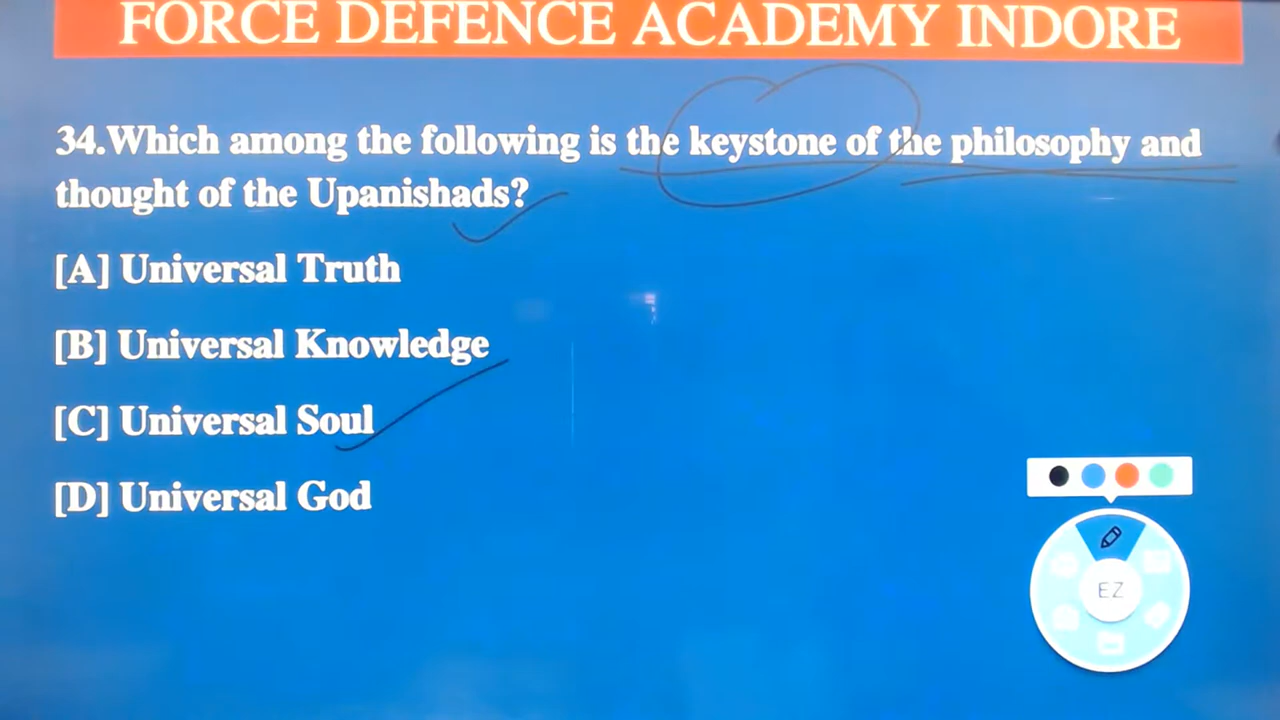 FORCE DEFENCE ACADEMY INDORE
34.Which among the following is the keystone of the philosophy and
thought of the Upanishads?
[A] Universal Truth
[B] Universal Knowledge
[C] Universal Soul
[D] Universal God
EZ